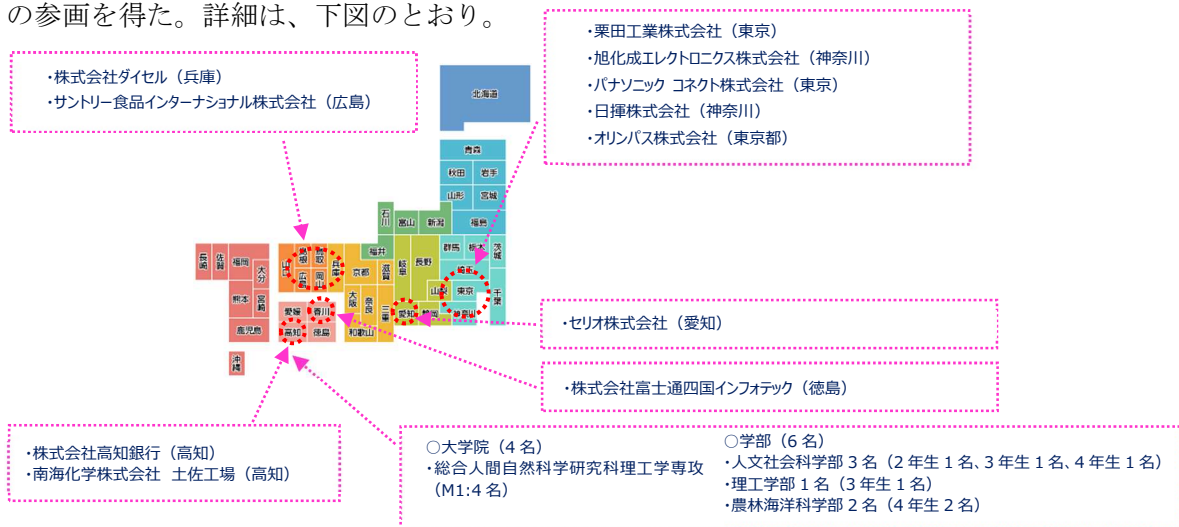 の参画を得た。詳細は、下図のとおり。
・株式会社ダイセル（兵庫）
・サントリー食品インターナショナル株式会社（広島）
・栗田工業株式会社（東京）
・旭化成エレクトロニクス株式会社（神奈川）
・パナソニック コネクト株式会社（東京）
・日揮株式会社（神奈川）
・オリンパス株式会社（東京都）
北海道
青森
秋田 岩手
山形 宮城
石川 富山 新潟 福島
長崎 佐賀 福岡 大分
山口 島根 鳥取 兵庫 福井
広島 岡山 京都 滋賀 岐阜 長野
群馬 栃木 茨城
埼玉
山梨 東京 千葉
熊本 宮崎
大阪 奈良 三重
愛媛 香川
愛知 静岡 神奈川
鹿児島
高知 徳島
和歌山
沖縄
・セリオ株式会社（愛知）
・株式会社富士通四国インフォテック（徳島）
・株式会社高知銀行（高知）
・南海化学株式会社 土佐工場（高知）
○大学院（4 名）
・総合人間自然科学研究科理工学専攻
（M1:4 名）
○学部（6 名）
・人文社会科学部 3 名（2 年生 1 名、3 年生 1 名、4 年生 1 名）
・理工学部 1 名（3 年生 1 名）
・農林海洋科学部 2 名（4 年生 2 名）